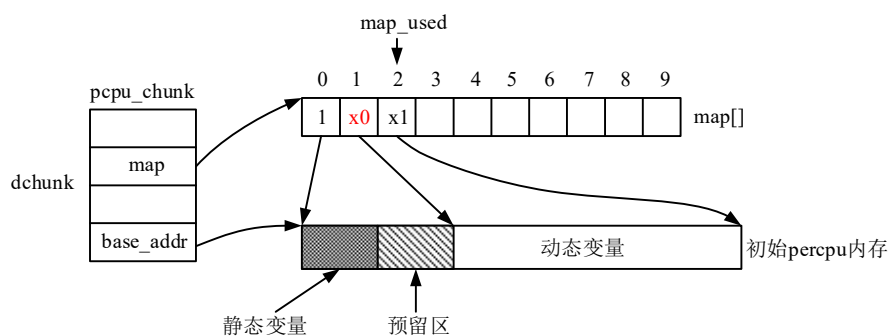 map_used
0 1 2 3 4 5 6 7 8 9
pcpu_chunk
1 x0 x1
map[]
map
dchunk
base_addr
动态变量
初始percpu内存
静态变量
预留区